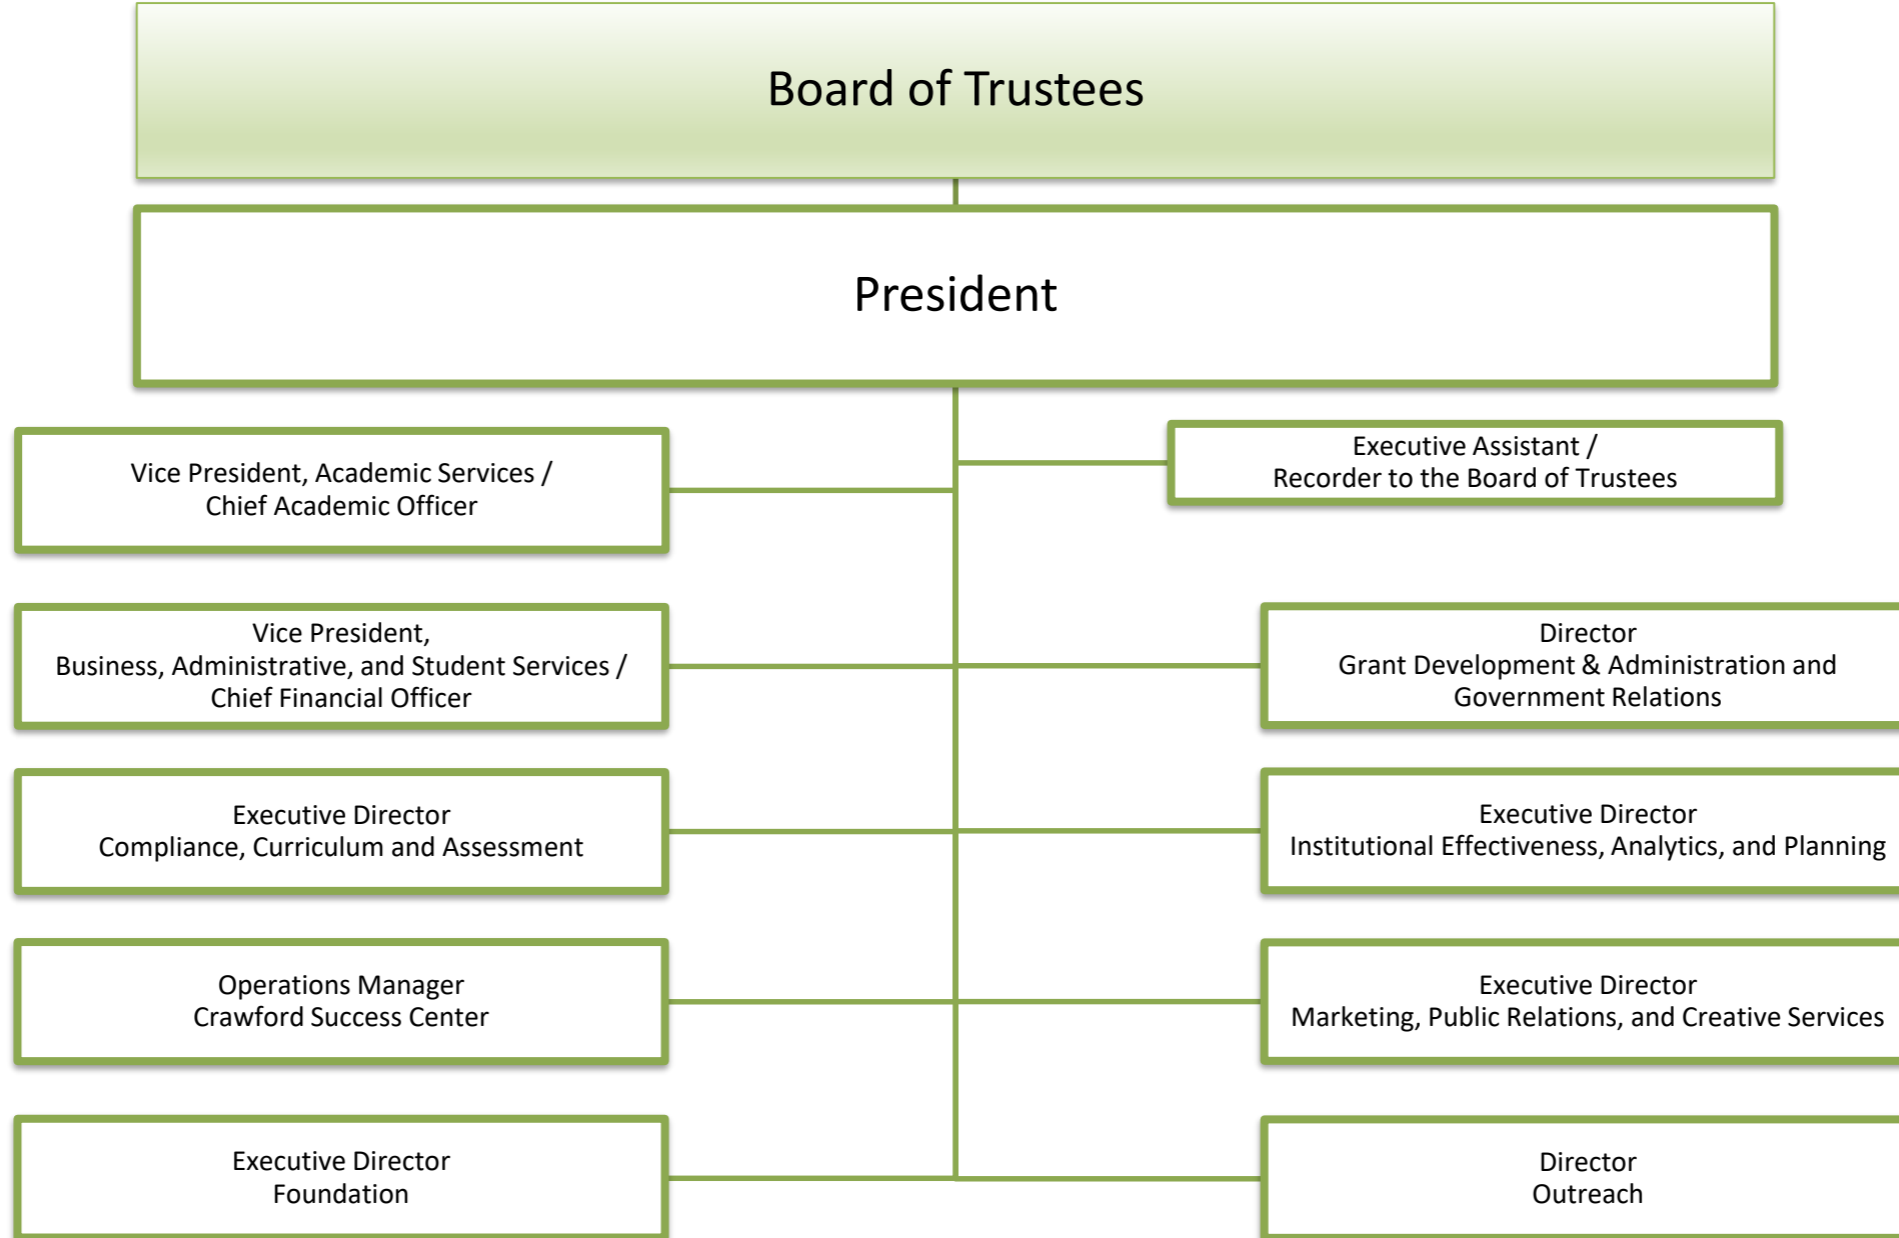 Board of Trustees
President
Vice President, Academic Services /
Chief Academic Officer
Executive Assistant /
Recorder to the Board of Trustees
Vice President,
Business, Administrative, and Student Services /
Chief Financial Officer
Director
Grant Development & Administration and
Government Relations
Executive Director
Compliance, Curriculum and Assessment
Executive Director
Institutional Effectiveness, Analytics, and Planning
Operations Manager
Crawford Success Center
Executive Director
Marketing, Public Relations, and Creative Services
Executive Director
Foundation
Director
Outreach